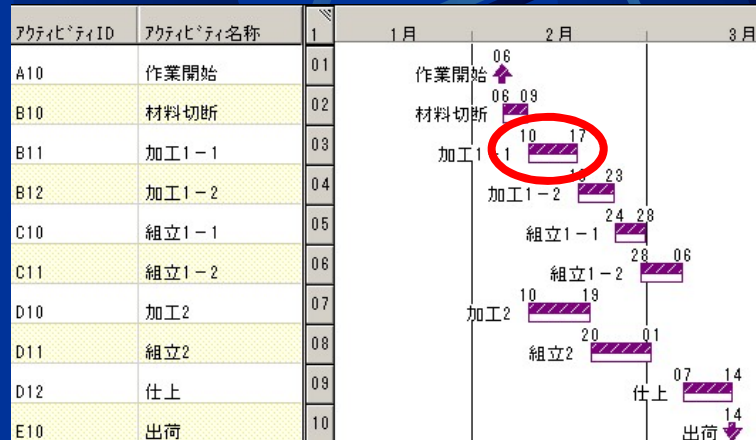 ｱｸﾃｨﾋﾞﾃｨID ｱｸﾃｨﾋﾞﾃｨ名称 1 1月 2月 3月
06
A10 作業開始 01 作業開始
06 09
B10 材料切断 02 材料切断
10 17
B11 加工1－1 03 加工1－1
23
B12 加工1－2 04 加工1－2
24 28
C10 組立1－1 05 組立1－1
28 06
C11 組立1－2 06 組立1－2
10 19
D10 加工2 07 加工2
20 01
D11 組立2 08 組立2
07 14
D12 仕上 09 仕上
14
E10 出荷 10 出荷